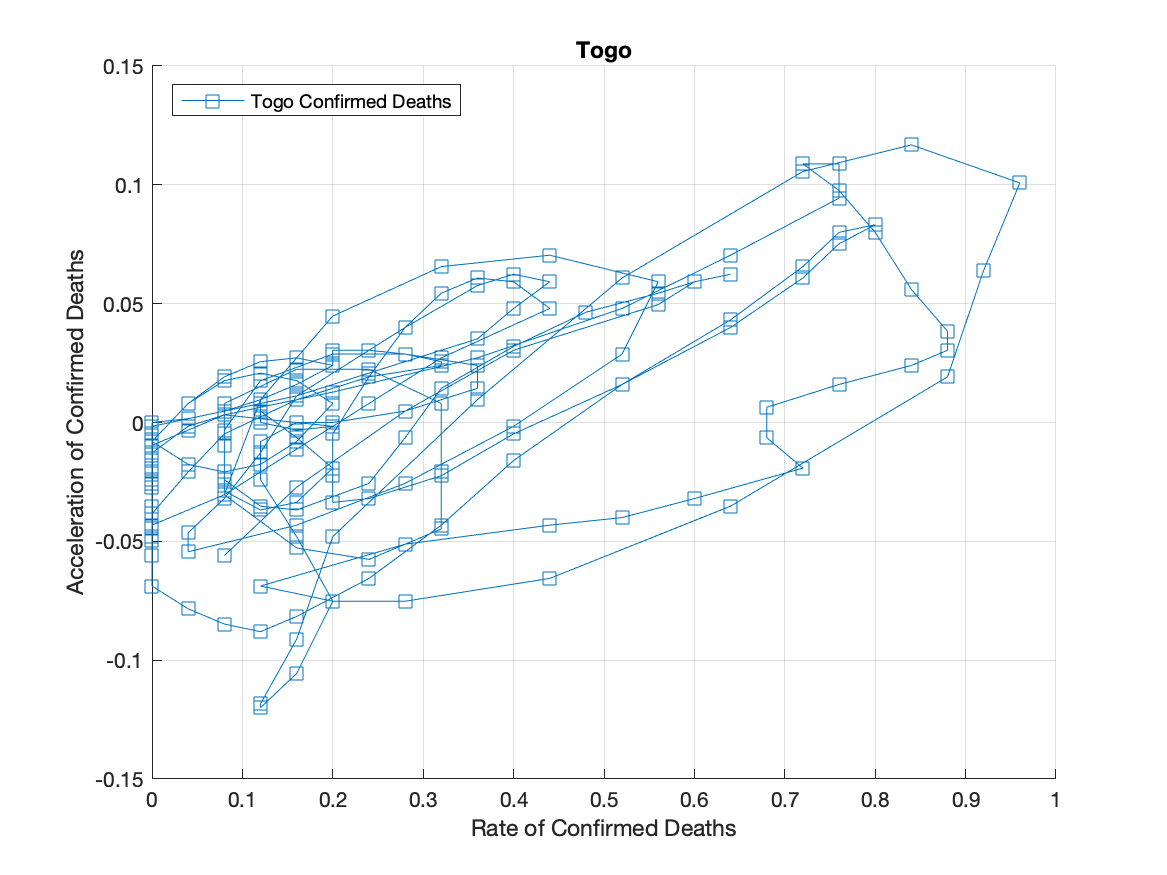 Togo
Togo Confirmed Deaths
Acceleration of Confirmed Deaths
0.15
0.1
0.05
0
-0.05
-0.1
-0.15
0 0.1 0.2 0.3 0.4 0.5 0.6 0.7 0.8 0.9 1
Rate of Confirmed Deaths